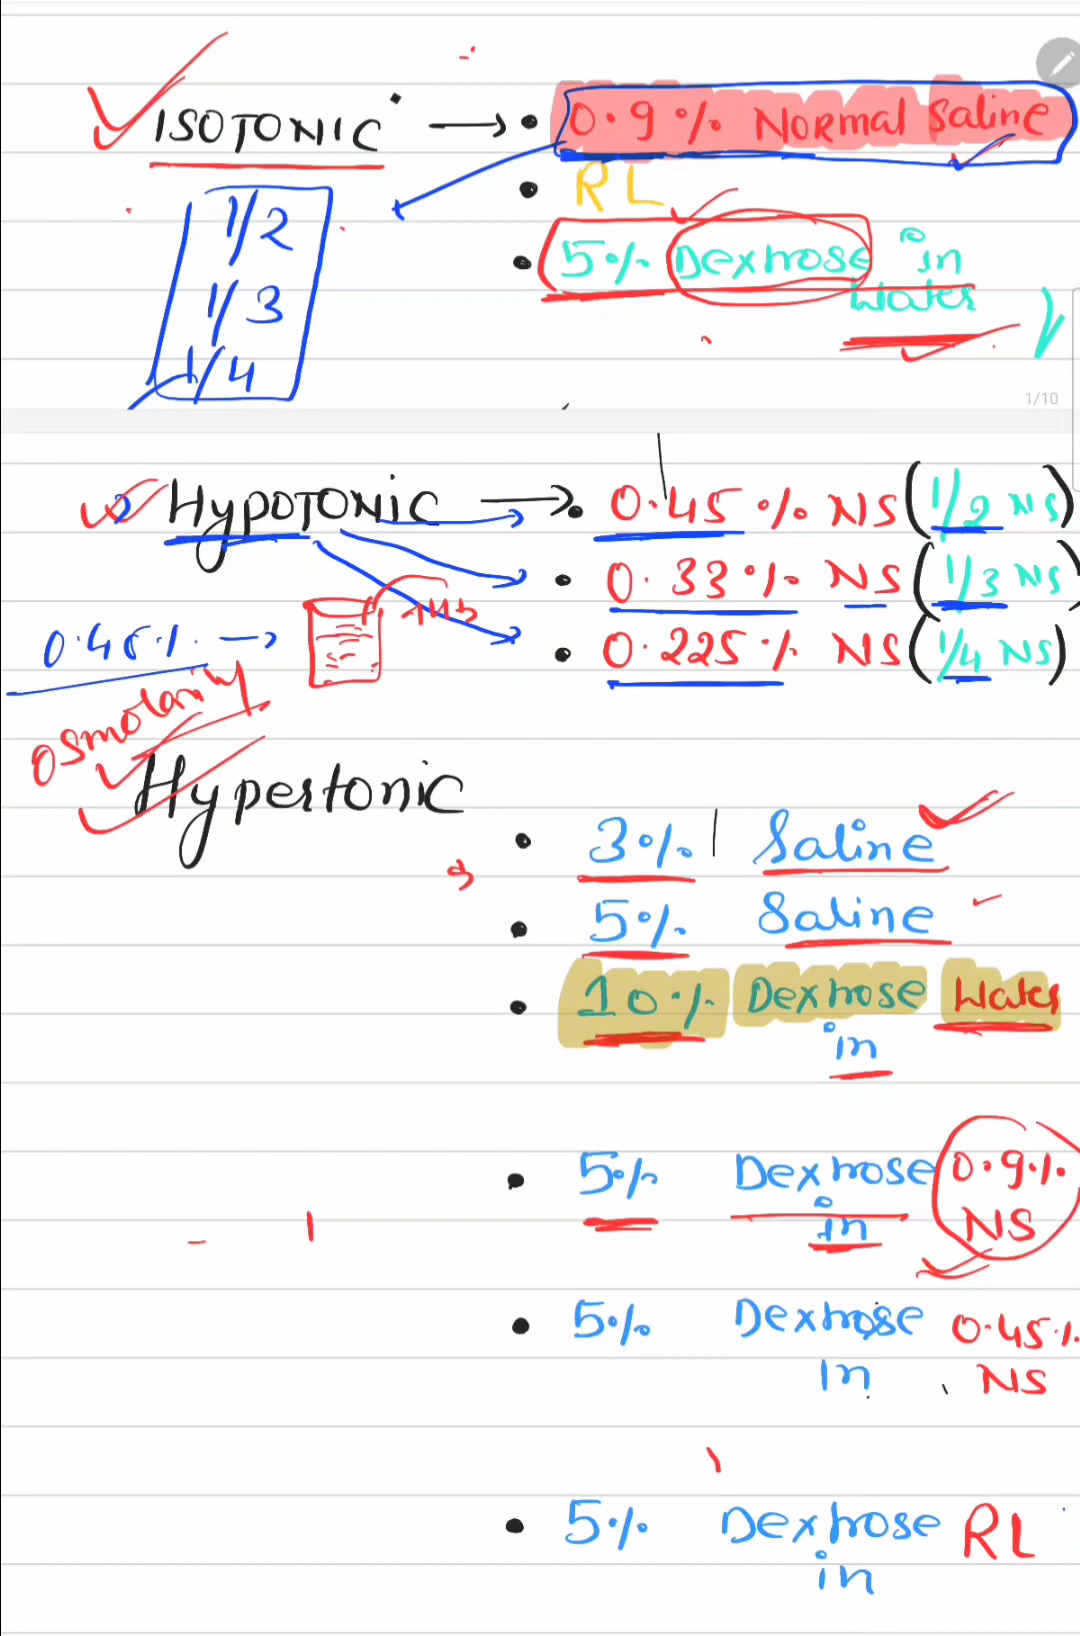 ISOTONIC → • 0.9% Normal Saline
• RL
1/2
• 5% Dextrose in
Water
1/3
1/4
1/10
HYPOTONIC → • 0.45% NS (1/2 NS)
• 0.33% NS (1/3 NS)
0.45% →
• 0.225% NS (1/4 NS)
Osmolarity
Hypertonic
• 3% Saline
• 5% Saline
• 10% Dextrose Water
in
• 5% Dextrose 0.9%
in NS
• 5% Dextrose 0.45%
in NS
• 5% Dextrose RL
in